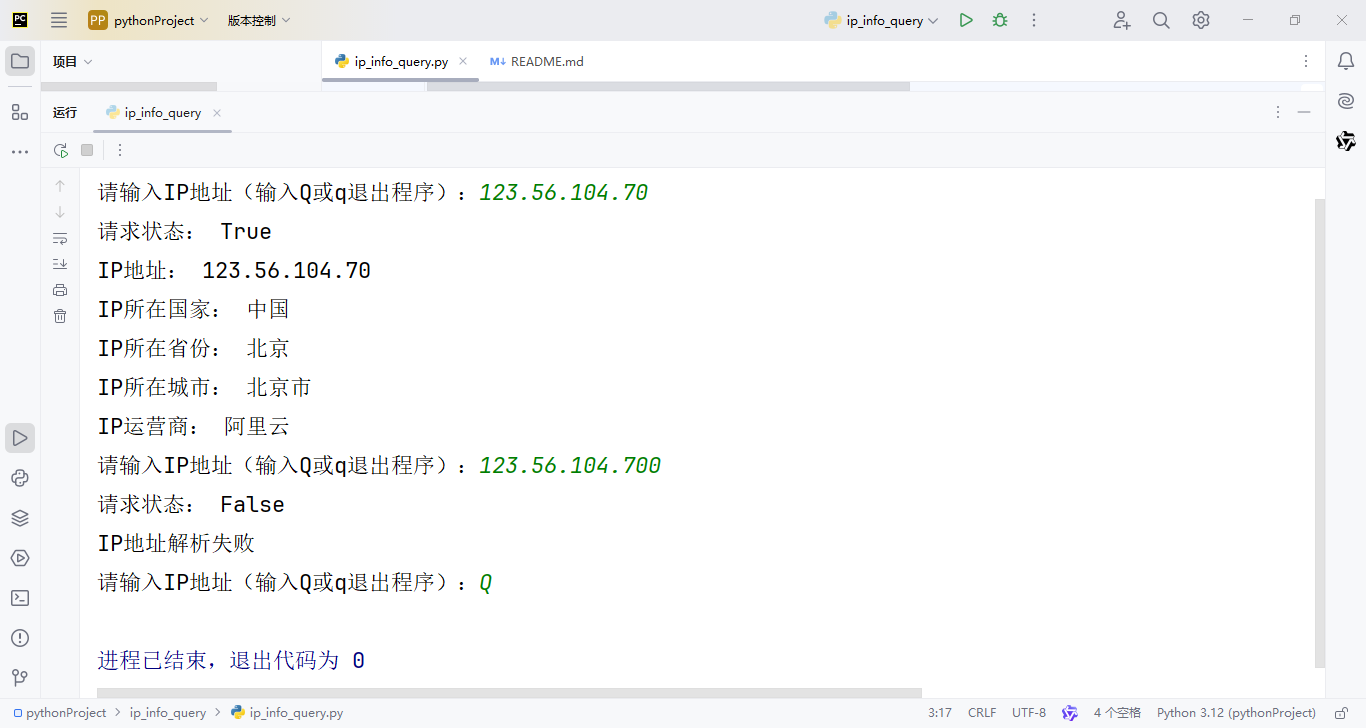 PC
PP pythonProject 版本控制 ip_info_query
项目 ip_info_query.py M↓ README.md
运行 ip_info_query
请输入IP地址（输入Q或q退出程序）：123.56.104.70
请求状态： True
IP地址： 123.56.104.70
IP所在国家： 中国
IP所在省份： 北京
IP所在城市： 北京市
IP运营商： 阿里云
请输入IP地址（输入Q或q退出程序）：123.56.104.700
请求状态： False
IP地址解析失败
请输入IP地址（输入Q或q退出程序）：Q
进程已结束，退出代码为 0
pythonProject > ip_info_query > ip_info_query.py 3:17 CRLF UTF-8 4 个空格 Python 3.12 (pythonProject)